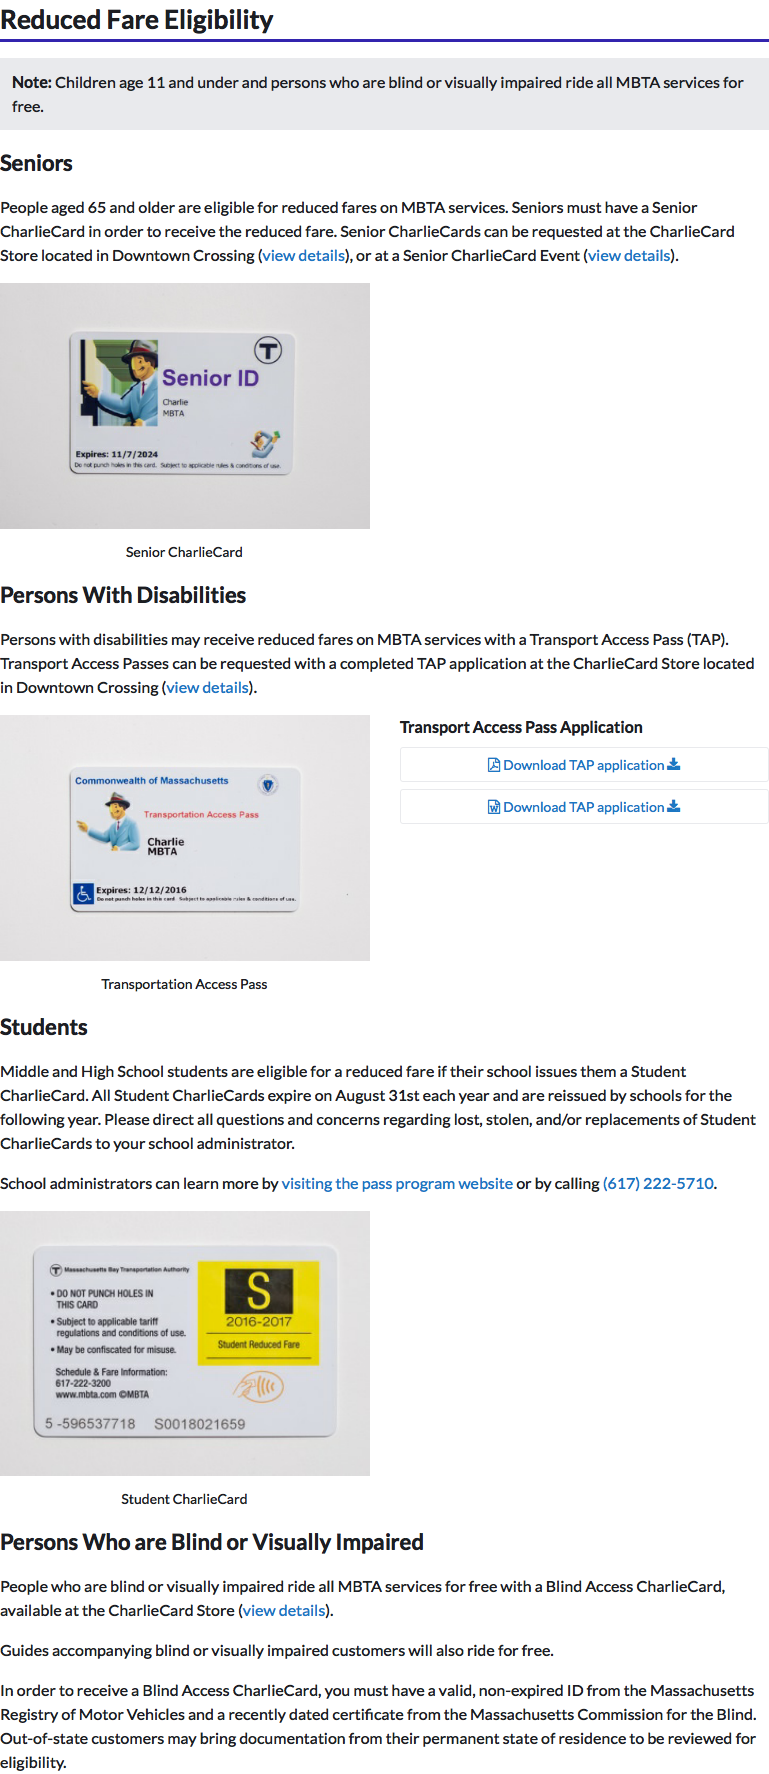 Reduced Fare Eligibility
Note: Children age 11 and under and persons who are blind or visually impaired ride all MBTA services for
free.
Seniors
People aged 65 and older are eligible for reduced fares on MBTA services. Seniors must have a Senior
CharlieCard in order to receive the reduced fare. Senior CharlieCards can be requested at the CharlieCard
Store located in Downtown Crossing (view details), or at a Senior CharlieCard Event (view details).
T
Senior ID
Charlie
MBTA
Expires: 11/7/2024
Do not punch holes in this card. Subject to applicable rules & conditions of use.
Senior CharlieCard
Persons With Disabilities
Persons with disabilities may receive reduced fares on MBTA services with a Transport Access Pass (TAP).
Transport Access Passes can be requested with a completed TAP application at the CharlieCard Store located
in Downtown Crossing (view details).
Commonwealth of Massachusetts
Transportation Access Pass
Charlie
MBTA
Expires: 12/12/2016
Do not punch holes in this card. Subject to applicable rules & conditions of use.
Transport Access Pass Application
Download TAP application
Download TAP application
Transportation Access Pass
Students
Middle and High School students are eligible for a reduced fare if their school issues them a Student
CharlieCard. All Student CharlieCards expire on August 31st each year and are reissued by schools for the
following year. Please direct all questions and concerns regarding lost, stolen, and/or replacements of Student
CharlieCards to your school administrator.
School administrators can learn more by visiting the pass program website or by calling (617) 222-5710.
T Massachusetts Bay Transportation Authority
• DO NOT PUNCH HOLES IN
THIS CARD
• Subject to applicable tariff
regulations and conditions of use.
• May be confiscated for misuse.
Schedule & Fare Information:
617-222-3200
www.mbta.com ©MBTA
5 -596537718 S0018021659
S
2016-2017
Student Reduced Fare
Student CharlieCard
Persons Who are Blind or Visually Impaired
People who are blind or visually impaired ride all MBTA services for free with a Blind Access CharlieCard,
available at the CharlieCard Store (view details).
Guides accompanying blind or visually impaired customers will also ride for free.
In order to receive a Blind Access CharlieCard, you must have a valid, non-expired ID from the Massachusetts
Registry of Motor Vehicles and a recently dated certificate from the Massachusetts Commission for the Blind.
Out-of-state customers may bring documentation from their permanent state of residence to be reviewed for
eligibility.